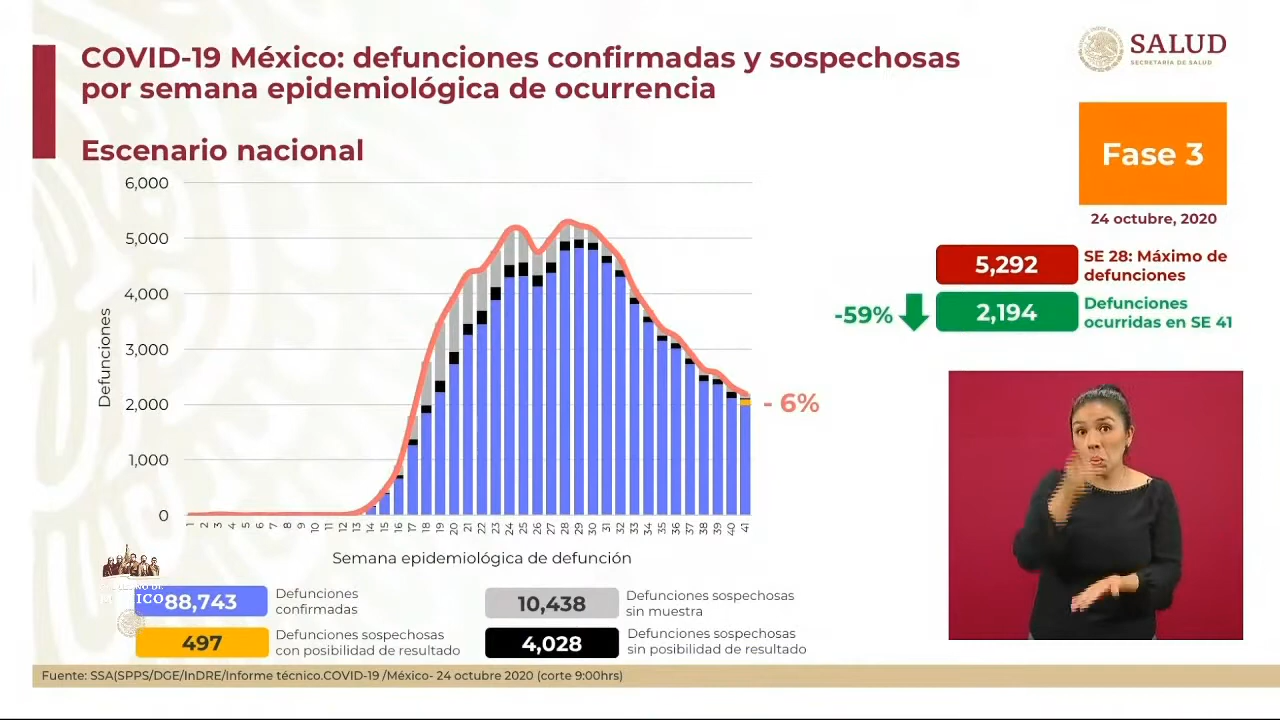 COVID-19 México: defunciones confirmadas y sospechosas
por semana epidemiológica de ocurrencia
Escenario nacional
SALUD
SECRETARÍA DE SALUD
Fase 3
24 octubre, 2020
5,292
SE 28: Máximo de
defunciones
-59%
2,194
Defunciones
ocurridas en SE 41
6,000
5,000
4,000
3,000
2,000
1,000
0
Defunciones
- 6%
1 2 3 4 5 6 7 8 9 10 11 12 13 14 15 16 17 18 19 20 21 22 23 24 25 26 27 28 29 30 31 32 33 34 35 36 37 38 39 40 41
Semana epidemiológica de defunción
88,743
Defunciones
confirmadas
10,438
Defunciones sospechosas
sin muestra
497
Defunciones sospechosas
con posibilidad de resultado
4,028
Defunciones sospechosas
sin posibilidad de resultado
Fuente: SSA(SPPS/DGE/InDRE/Informe técnico.COVID-19 /México- 24 octubre 2020 (corte 9:00hrs)